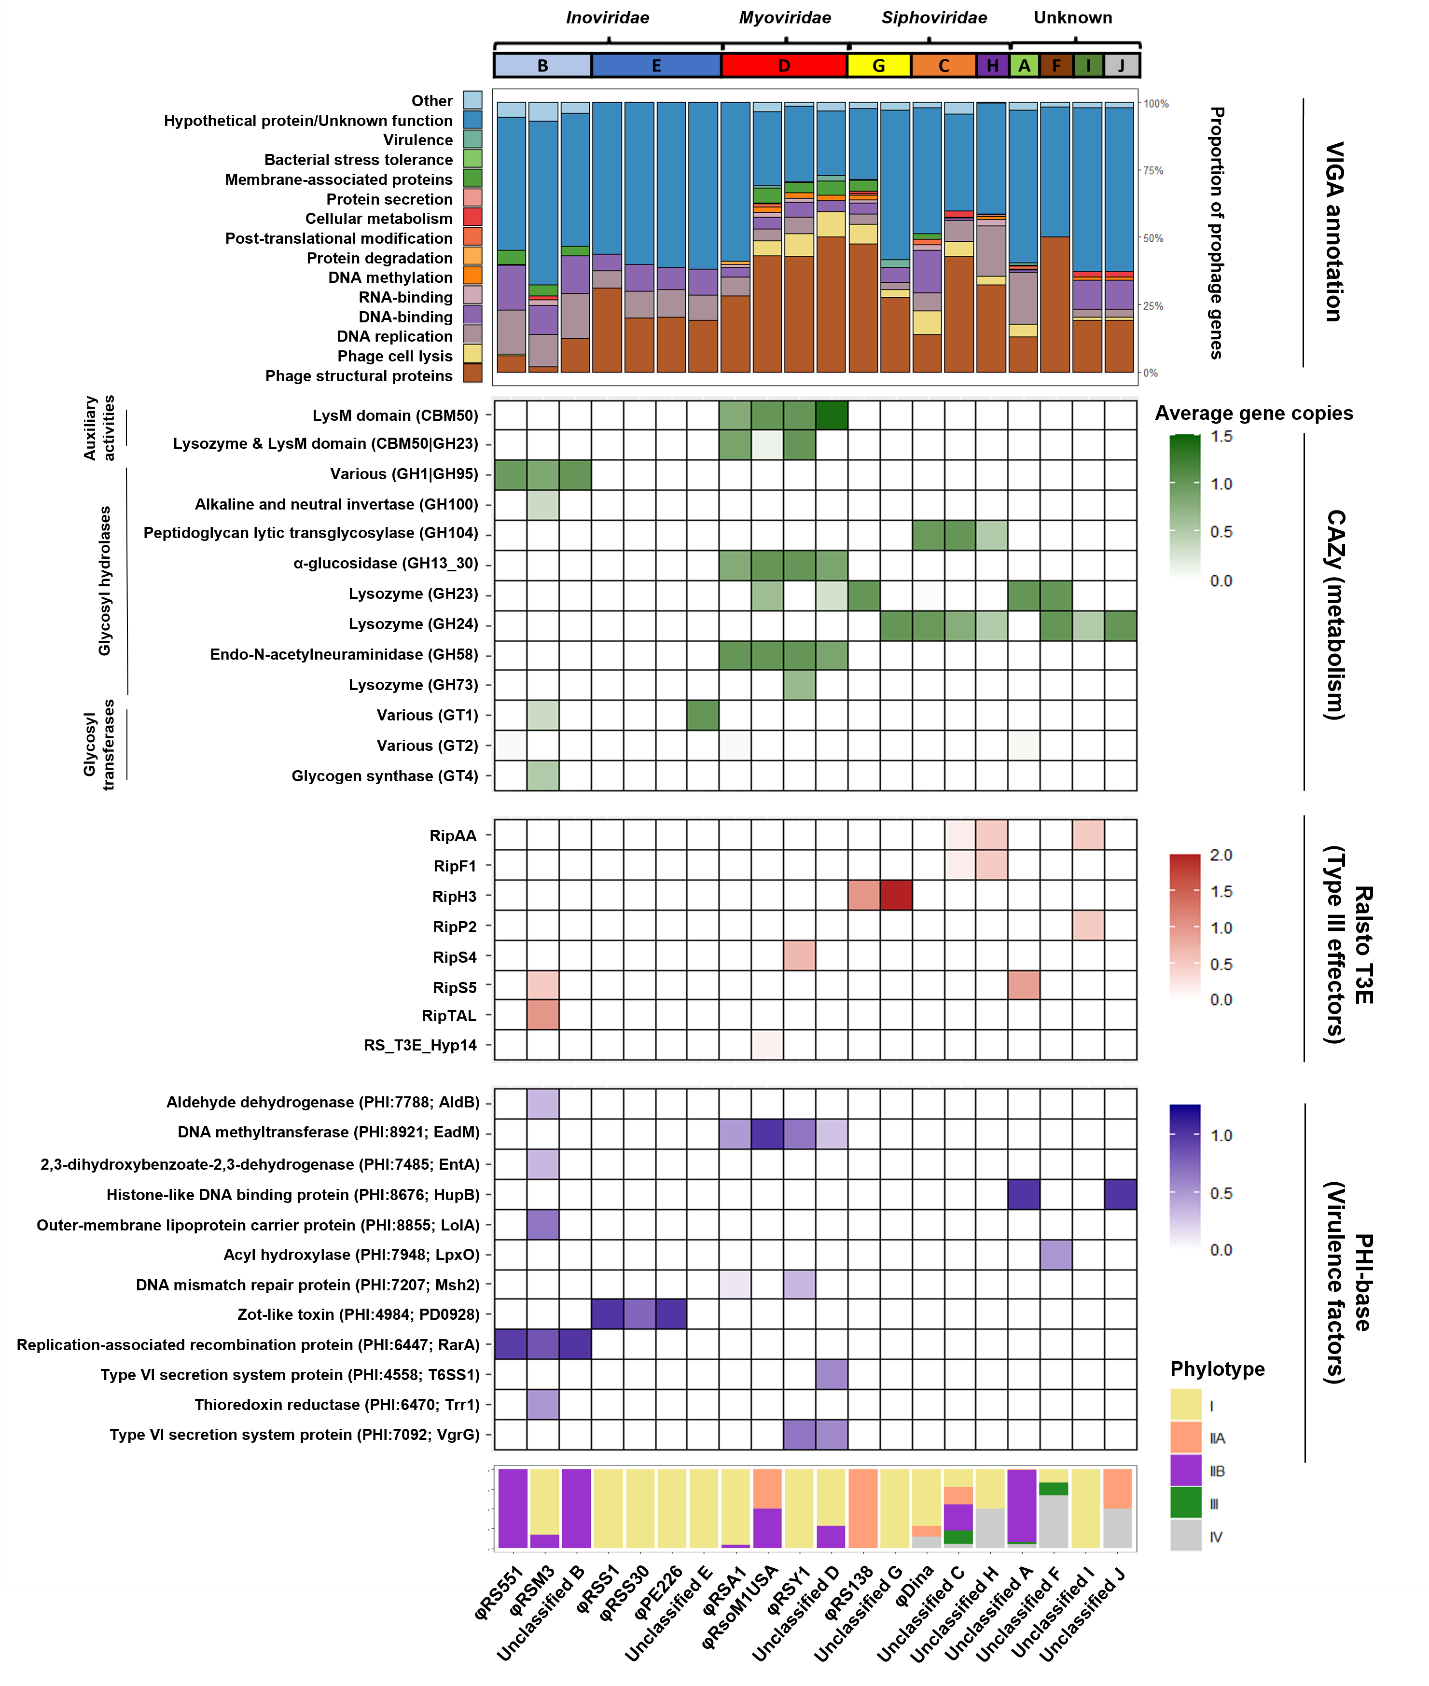 Inoviridae
Myoviridae
Siphoviridae
Unknown
B
E
D
G
C
H
A
F
I
J
Other
Hypothetical protein/Unknown function
Virulence
Bacterial stress tolerance
Membrane-associated proteins
Protein secretion
Cellular metabolism
Post-translational modification
Protein degradation
DNA methylation
RNA-binding
DNA-binding
DNA replication
Phage cell lysis
Phage structural proteins
100%
75%
50%
25%
0%
Proportion of prophage genes
VIGA annotation
Auxiliary
activities
Glycosyl hydrolases
Glycosyl
transferases
LysM domain (CBM50)
Lysozyme & LysM domain (CBM50|GH23)
Various (GH1|GH95)
Alkaline and neutral invertase (GH100)
Peptidoglycan lytic transglycosylase (GH104)
α-glucosidase (GH13_30)
Lysozyme (GH23)
Lysozyme (GH24)
Endo-N-acetylneuraminidase (GH58)
Lysozyme (GH73)
Various (GT1)
Various (GT2)
Glycogen synthase (GT4)
Average gene copies
1.5
1.0
0.5
0.0
CAZy (metabolism)
RipAA
RipF1
RipH3
RipP2
RipS4
RipS5
RipTAL
RS_T3E_Hyp14
2.0
1.5
1.0
0.5
0.0
Ralsto T3E
(Type III effectors)
Aldehyde dehydrogenase (PHI:7788; AldB)
DNA methyltransferase (PHI:8921; EadM)
2,3-dihydroxybenzoate-2,3-dehydrogenase (PHI:7485; EntA)
Histone-like DNA binding protein (PHI:8676; HupB)
Outer-membrane lipoprotein carrier protein (PHI:8855; LolA)
Acyl hydroxylase (PHI:7948; LpxO)
DNA mismatch repair protein (PHI:7207; Msh2)
Zot-like toxin (PHI:4984; PD0928)
Replication-associated recombination protein (PHI:6447; RarA)
Type VI secretion system protein (PHI:4558; T6SS1)
Thioredoxin reductase (PHI:6470; Trr1)
Type VI secretion system protein (PHI:7092; VgrG)
1.0
0.5
0.0
PHI-base
(Virulence factors)
Phylotype
I
IIA
IIB
III
IV
φRS551
φRSM3
Unclassified B
φRSS1
φRSS30
φPE226
Unclassified E
φRSA1
φRsoM1USA
φRSY1
Unclassified D
φRS138
Unclassified G
φDina
Unclassified C
Unclassified H
Unclassified A
Unclassified F
Unclassified I
Unclassified J